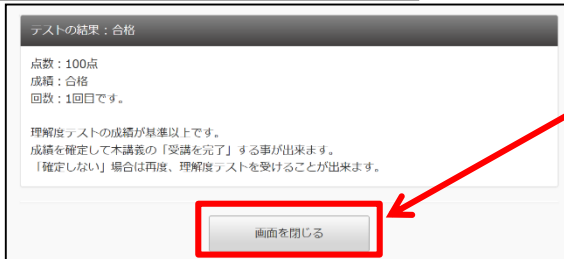 テストの結果：合格
点数：100点
成績：合格
回数：1回目です。
理解度テストの成績が基準以上です。
成績を確定して本講義の「受講を完了」する事が出来ます。
「確定しない」場合は再度、理解度テストを受けることが出来ます。
画面を閉じる